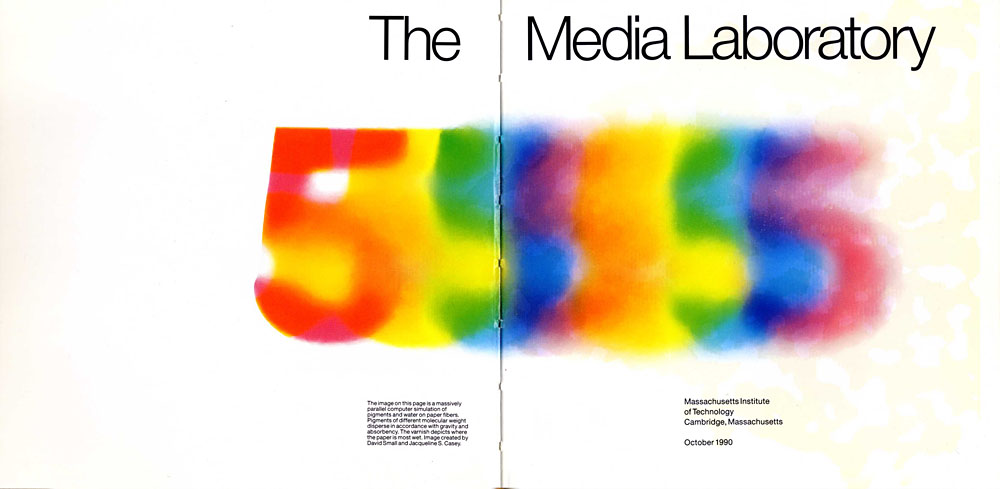 The Media Laboratory
5
The image on this page is a massively
parallel computer simulation of
pigments and water on paper fibers.
Pigments of different molecular weight
disperse in accordance with gravity and
absorbency. The varnish depicts where
the paper is most wet. Image created by
David Small and Jacqueline S. Casey.
Massachusetts Institute
of Technology
Cambridge, Massachusetts
October 1990